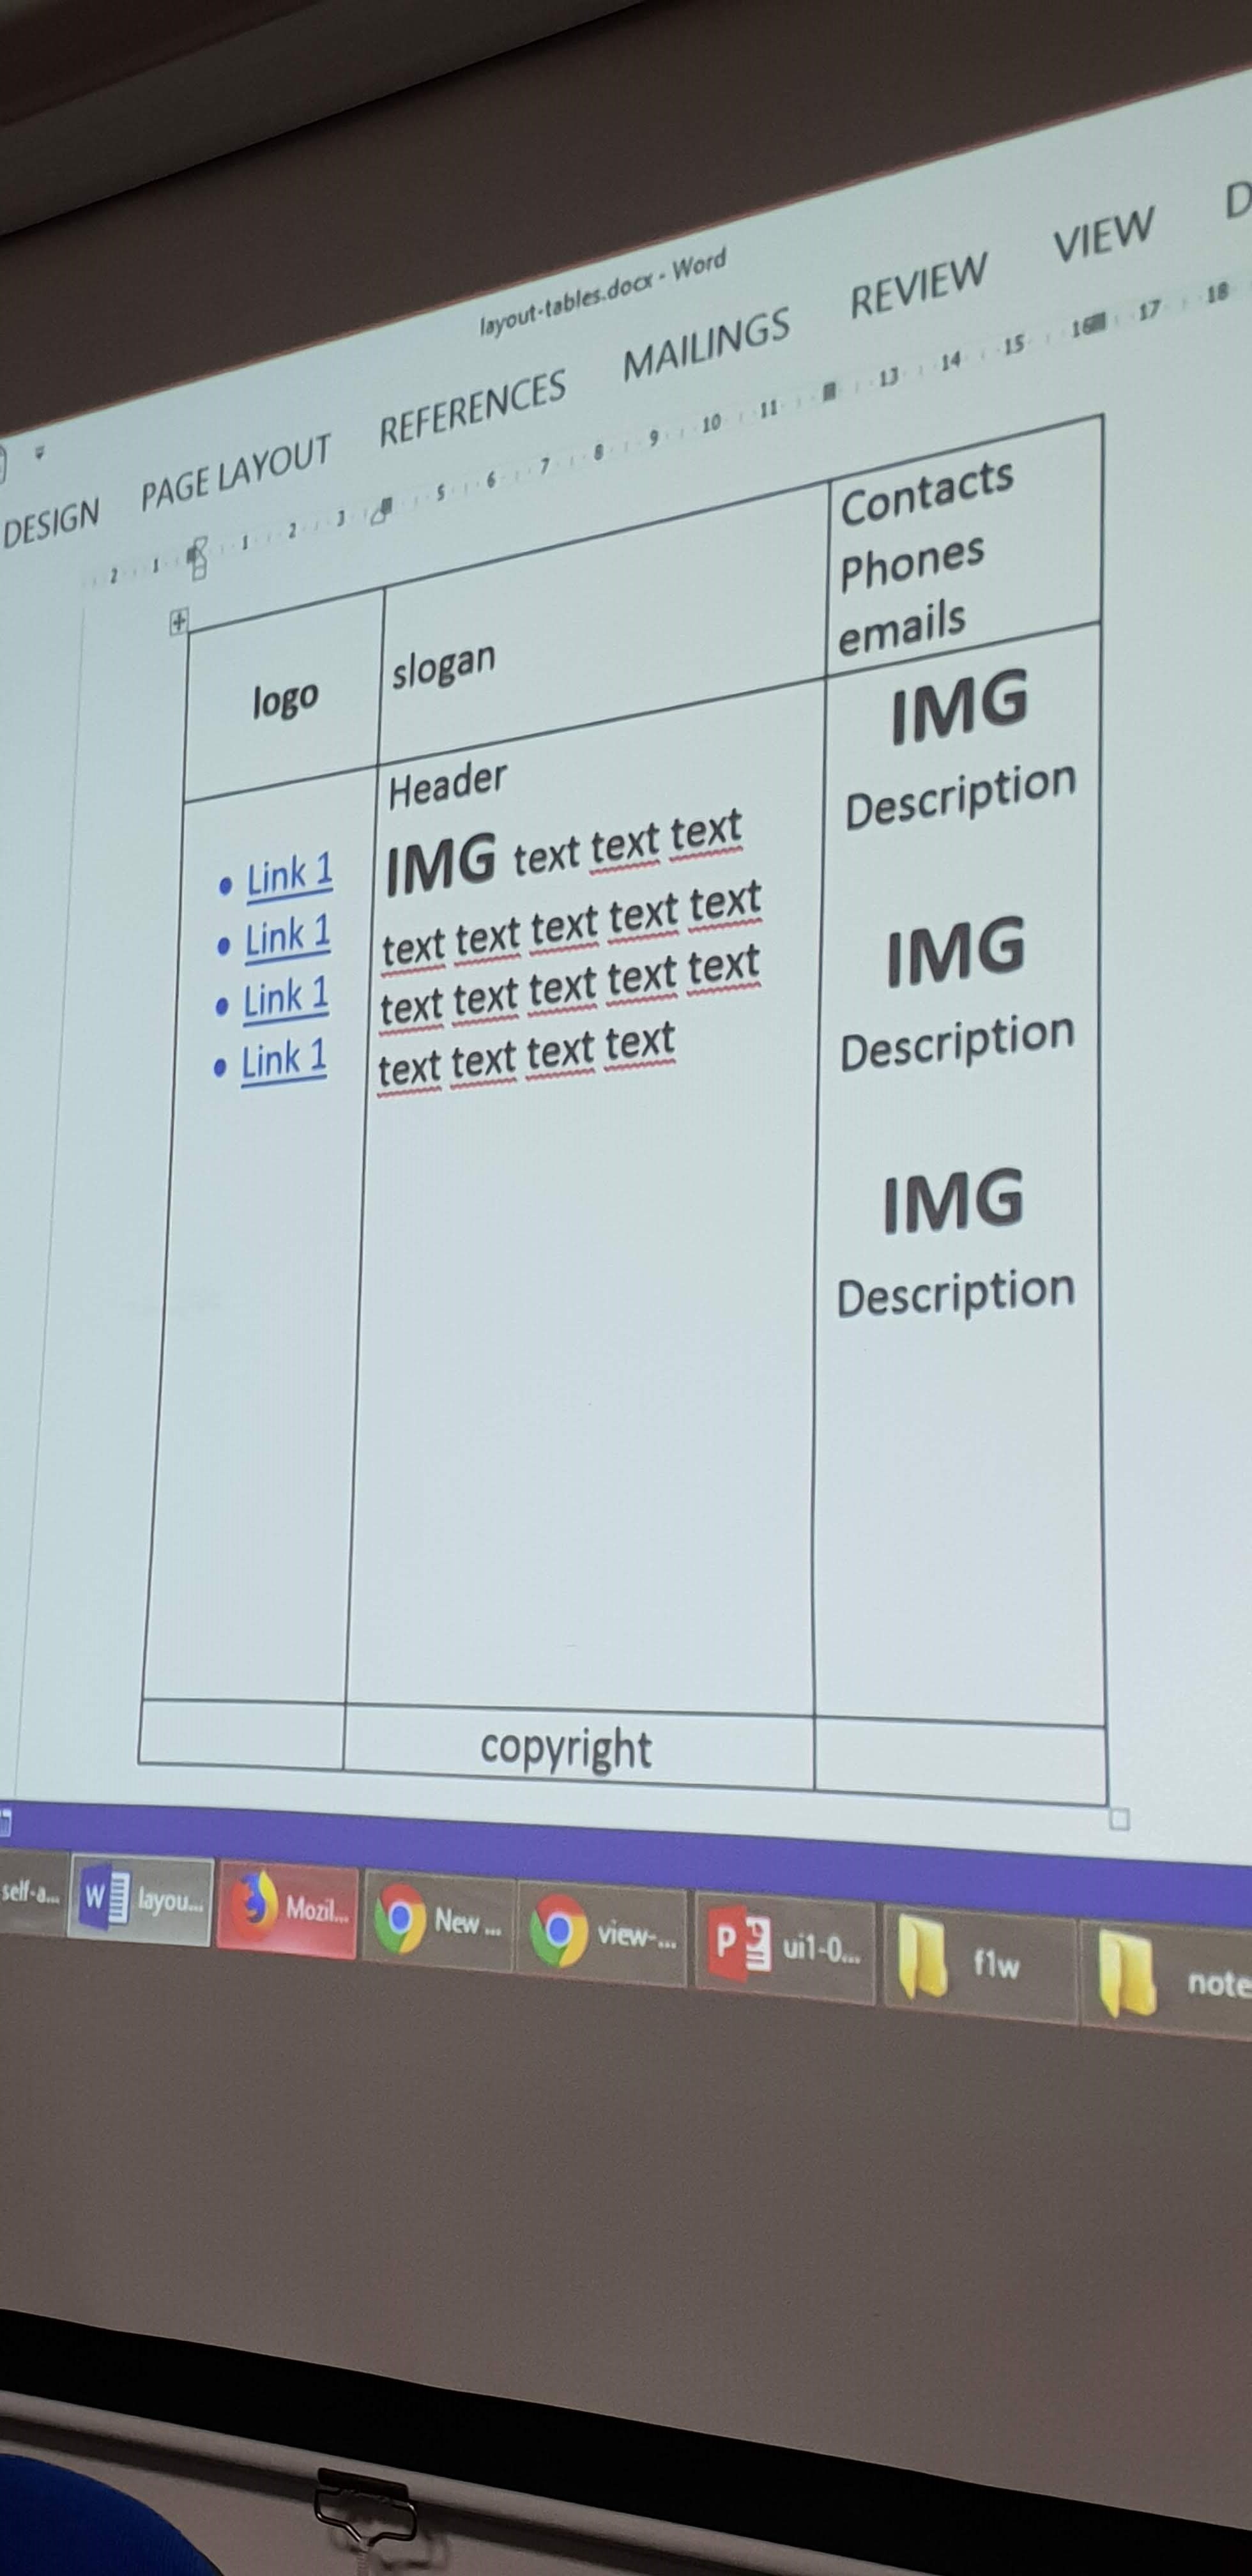 layout-tables.docx - Word
DESIGN PAGE LAYOUT REFERENCES MAILINGS REVIEW VIEW D
2 1 1 2 3 5 6 7 8 9 10 11 13 14 15 16 17 18
logo
slogan
Contacts
Phones
emails
• Link 1
• Link 1
• Link 1
• Link 1
Header
IMG text text text
text text text text text
text text text text text
text text text text
IMG
Description
IMG
Description
IMG
Description
copyright
self-a... layou... Mozil... New ... view-... ui1-0... f1w note